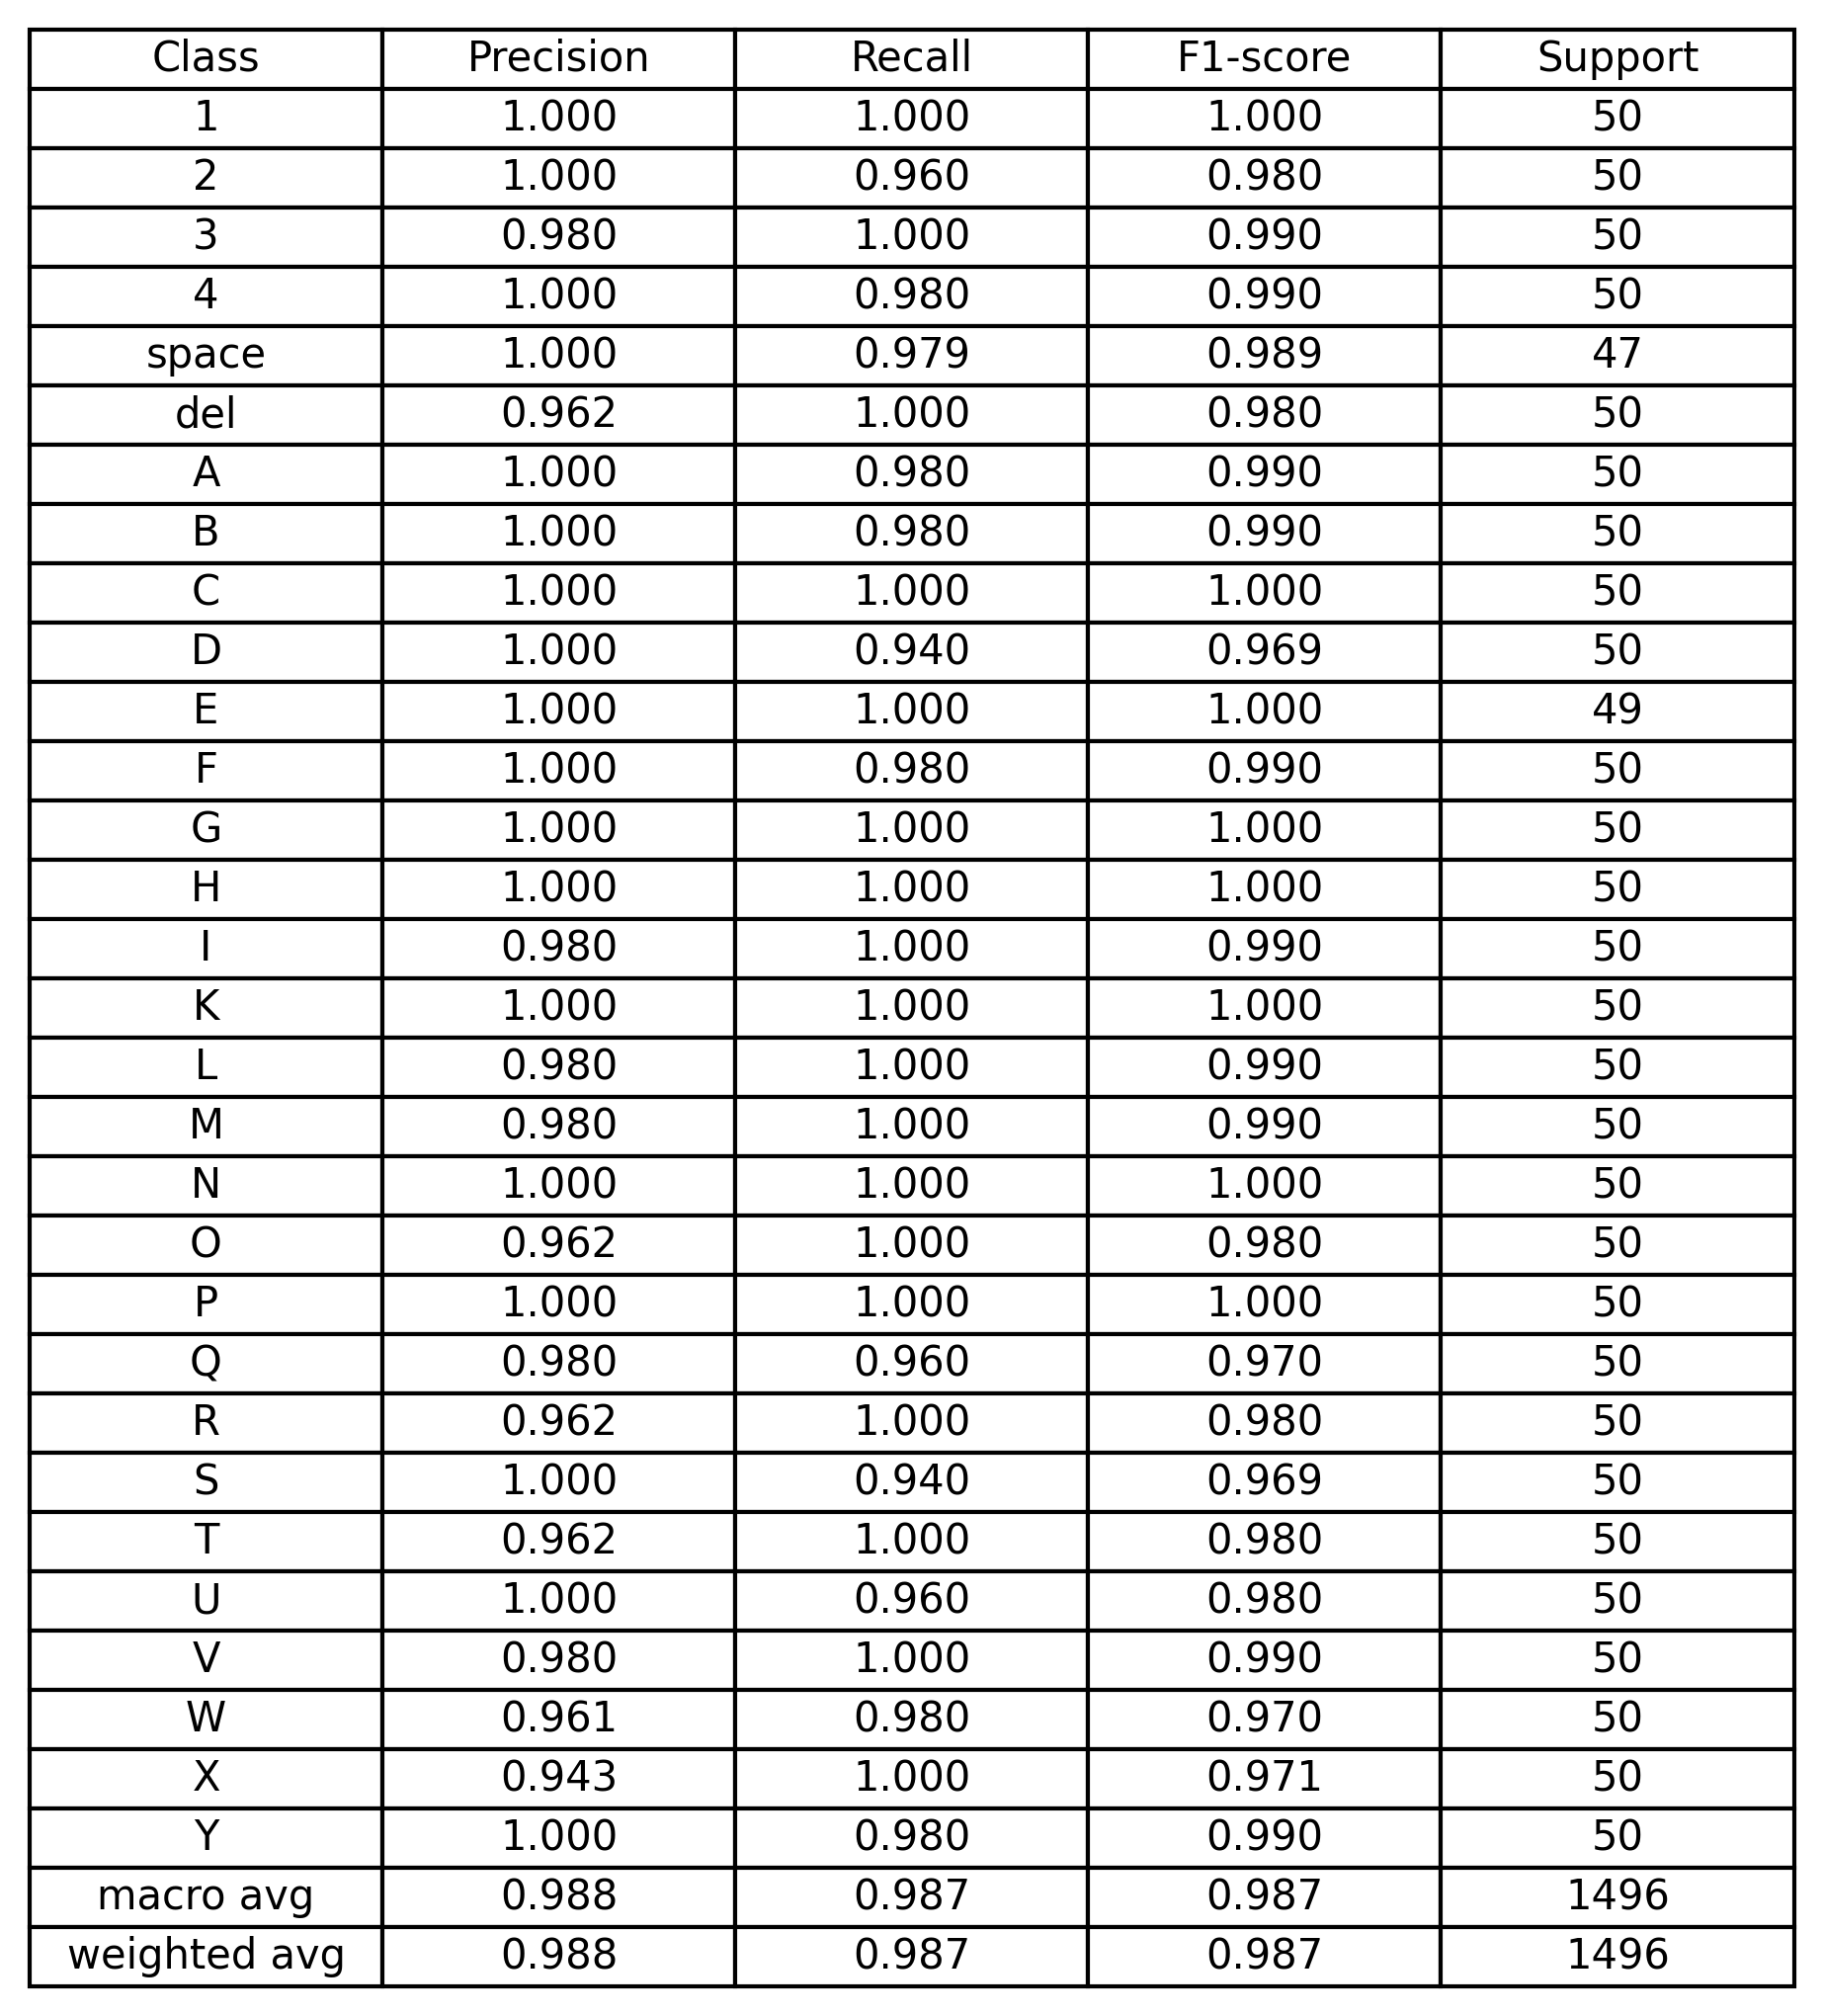 Class Precision Recall F1-score Support
1 1.000 1.000 1.000 50
2 1.000 0.960 0.980 50
3 0.980 1.000 0.990 50
4 1.000 0.980 0.990 50
space 1.000 0.979 0.989 47
del 0.962 1.000 0.980 50
A 1.000 0.980 0.990 50
B 1.000 0.980 0.990 50
C 1.000 1.000 1.000 50
D 1.000 0.940 0.969 50
E 1.000 1.000 1.000 49
F 1.000 0.980 0.990 50
G 1.000 1.000 1.000 50
H 1.000 1.000 1.000 50
I 0.980 1.000 0.990 50
K 1.000 1.000 1.000 50
L 0.980 1.000 0.990 50
M 0.980 1.000 0.990 50
N 1.000 1.000 1.000 50
O 0.962 1.000 0.980 50
P 1.000 1.000 1.000 50
Q 0.980 0.960 0.970 50
R 0.962 1.000 0.980 50
S 1.000 0.940 0.969 50
T 0.962 1.000 0.980 50
U 1.000 0.960 0.980 50
V 0.980 1.000 0.990 50
W 0.961 0.980 0.970 50
X 0.943 1.000 0.971 50
Y 1.000 0.980 0.990 50
macro avg 0.988 0.987 0.987 1496
weighted avg 0.988 0.987 0.987 1496